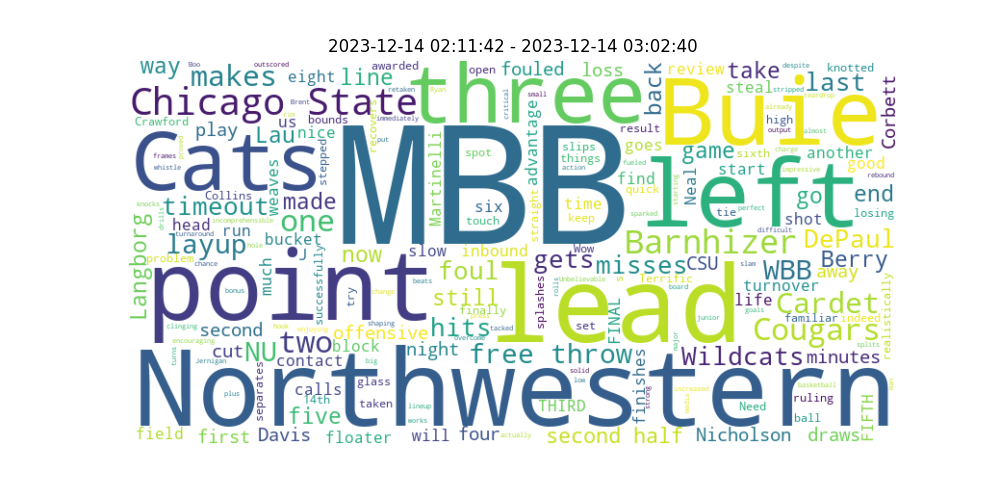 2023-12-14 02:11:42 - 2023-12-14 03:02:40
way
Boo
outscored
awarded
open
fouled
loss
back
review
take
despite
knotted
makes
eight
line
retaken
Ryan
small
critical
steal
stripped
teardrop
last
Chicago State
three
Buie
Corbett
Crawford
Brent
bounds
immediately
recovers
put
result
already
high
output
almost
play
Lau
us
nice
advantage
slips
things
goes
game
sixth
charge
another
Cats
MBB
left
frames
whistle
stepped
Martinelli
spot
action
fueled
find
quick
Neal
start
impressive
good
rebound
Collins
weaves
straight
six
touch
time
keep
starting
tie
perfect
shot
go
end
losing
knocks
drills
timeout
made
one
head
run
incomprehensible
sparked
difficult
Langborg
turnaround
hole
layup
bucket
J
now
slow
inbound
Wow
Barnhizer
DePaul
problem
chance
much
successfully
gets
misses
CSU
WBB
away
Berry
point
lead
foul
beats
rolls
Unbelievable
s
Terrific
board
slam
turnover
bonus
try
change
still
splashes
life
Cardet
realistically
clinging
hook
enjoying
shaping
finally
set
FINAL
junior
goals
familiar
indeed
second
offensive
hits
tacked
overcome
major
Cougars
encouraging
two
splits
turns
Jernigan
cut
NU
contact
block
big
night
free throw
Wildcats
minutes
Northwestern
separates
calls
glass
solid
low
finishes
strong
increased
media
basketball
ruling
plus
14th
taken
lineup
THIRD
Need
ball
five
works
FIFTH
field
first
Davis
floater
will
four
actually
second half
Nicholson
draws